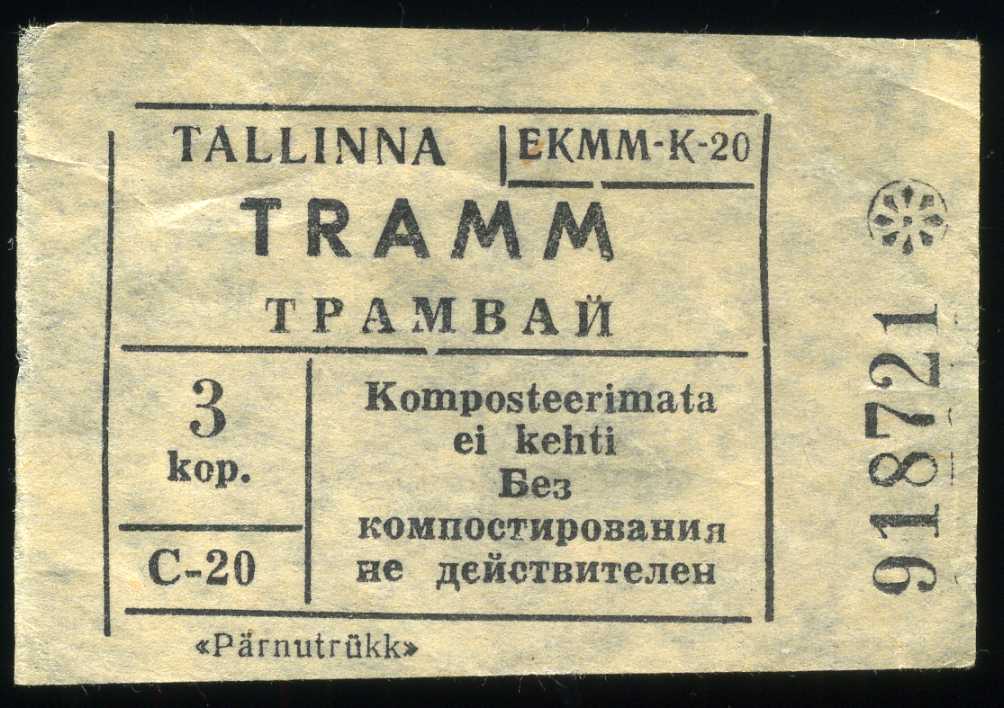 TALLINNA
EKMM-K-20
TRAMM
ТРАМВАЙ
3
kop.
C-20
Komposteerimata
ei kehti
Без
компостирования
не действителен
«Pärnutrükk»
918721